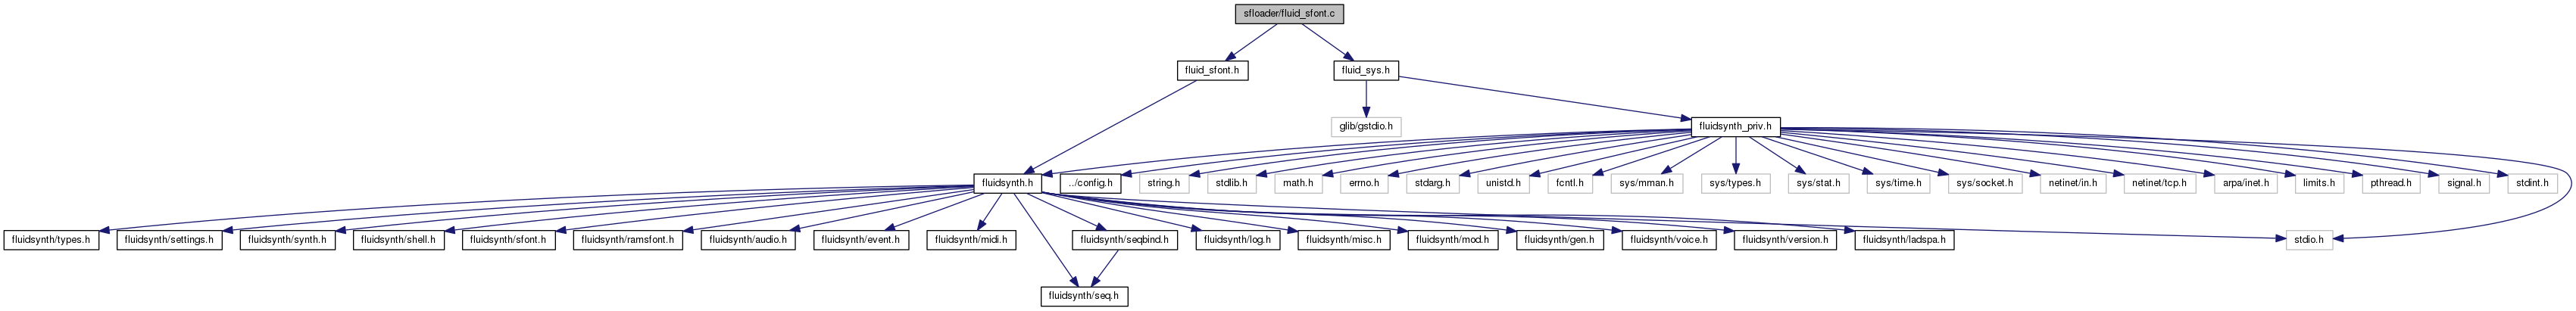 sfloader/fluid_sfont.c
fluid_sfont.h
fluid_sys.h
glib/gstdio.h
fluidsynth_priv.h
fluidsynth.h
../config.h
string.h
stdlib.h
math.h
errno.h
stdarg.h
unistd.h
fcntl.h
sys/mman.h
sys/types.h
sys/stat.h
sys/time.h
sys/socket.h
netinet/in.h
netinet/tcp.h
arpa/inet.h
limits.h
pthread.h
signal.h
stdint.h
fluidsynth/types.h
fluidsynth/settings.h
fluidsynth/synth.h
fluidsynth/shell.h
fluidsynth/sfont.h
fluidsynth/ramsfont.h
fluidsynth/audio.h
fluidsynth/event.h
fluidsynth/midi.h
fluidsynth/seqbind.h
fluidsynth/log.h
fluidsynth/misc.h
fluidsynth/mod.h
fluidsynth/gen.h
fluidsynth/voice.h
fluidsynth/version.h
fluidsynth/ladspa.h
stdio.h
fluidsynth/seq.h